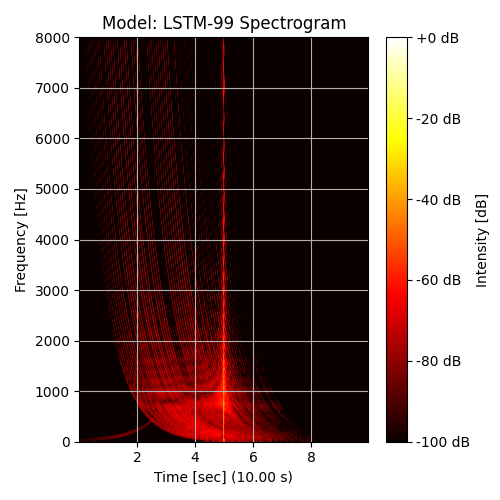 Model: LSTM-99 Spectrogram
8000
7000
6000
5000
4000
3000
2000
1000
0
Frequency [Hz]
2 4 6 8
Time [sec] (10.00 s)
+0 dB
-20 dB
-40 dB
-60 dB
-80 dB
-100 dB
Intensity [dB]